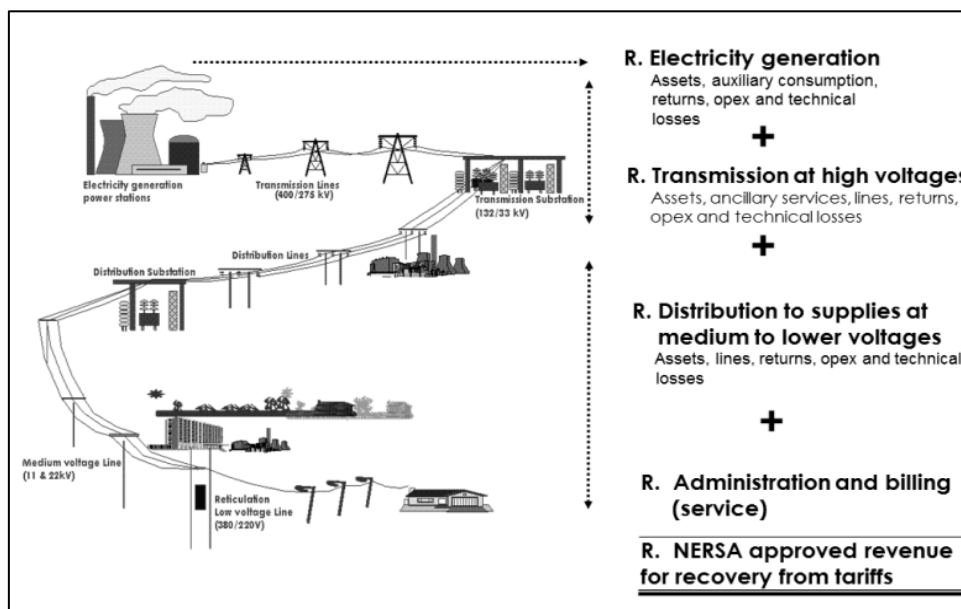 R. Electricity generation
Assets, auxiliary consumption,
returns, opex and technical
losses
+
R. Transmission at high voltages
Assets, ancillary services, lines, returns,
opex and technical losses
+
R. Distribution to supplies at
medium to lower voltages
Assets, lines, returns, opex and technical
losses
+
R. Administration and billing
(service)
R. NERSA approved revenue
for recovery from tariffs
Electricity generation
power stations
Transmission Lines
(400/275 kV)
Transmission Substation
(132/33 kV)
Distribution Lines
Distribution Substation
Medium voltage Line
(11 & 22kV)
Reticulation
Low voltage Line
(380/220V)